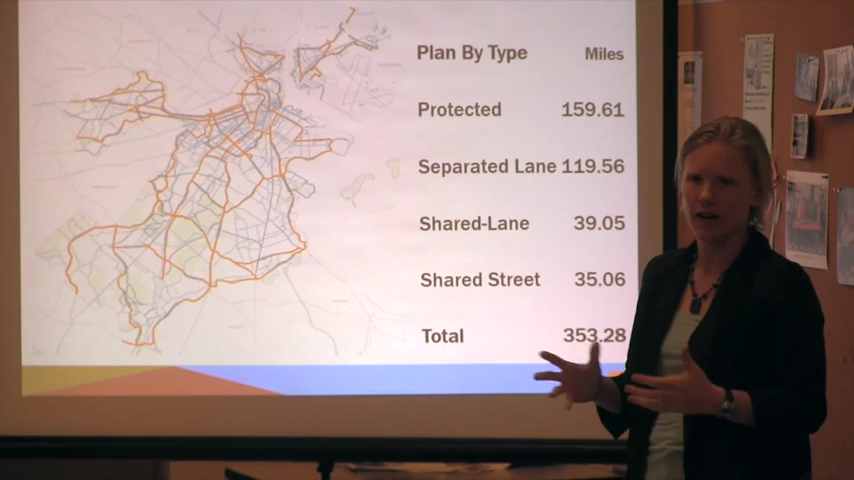 Plan By Type Miles
Protected 159.61
Separated Lane 119.56
Shared-Lane 39.05
Shared Street 35.06
Total 353.28